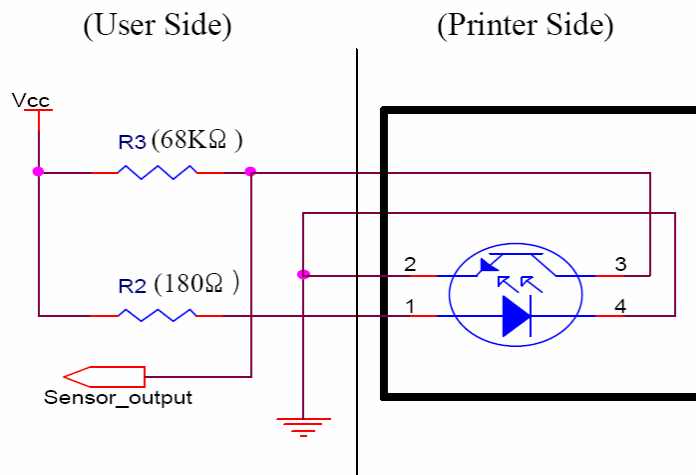 (User Side)
(Printer Side)
Vcc
R3 (68KΩ)
2
3
R2 (180Ω)
1
4
Sensor_output